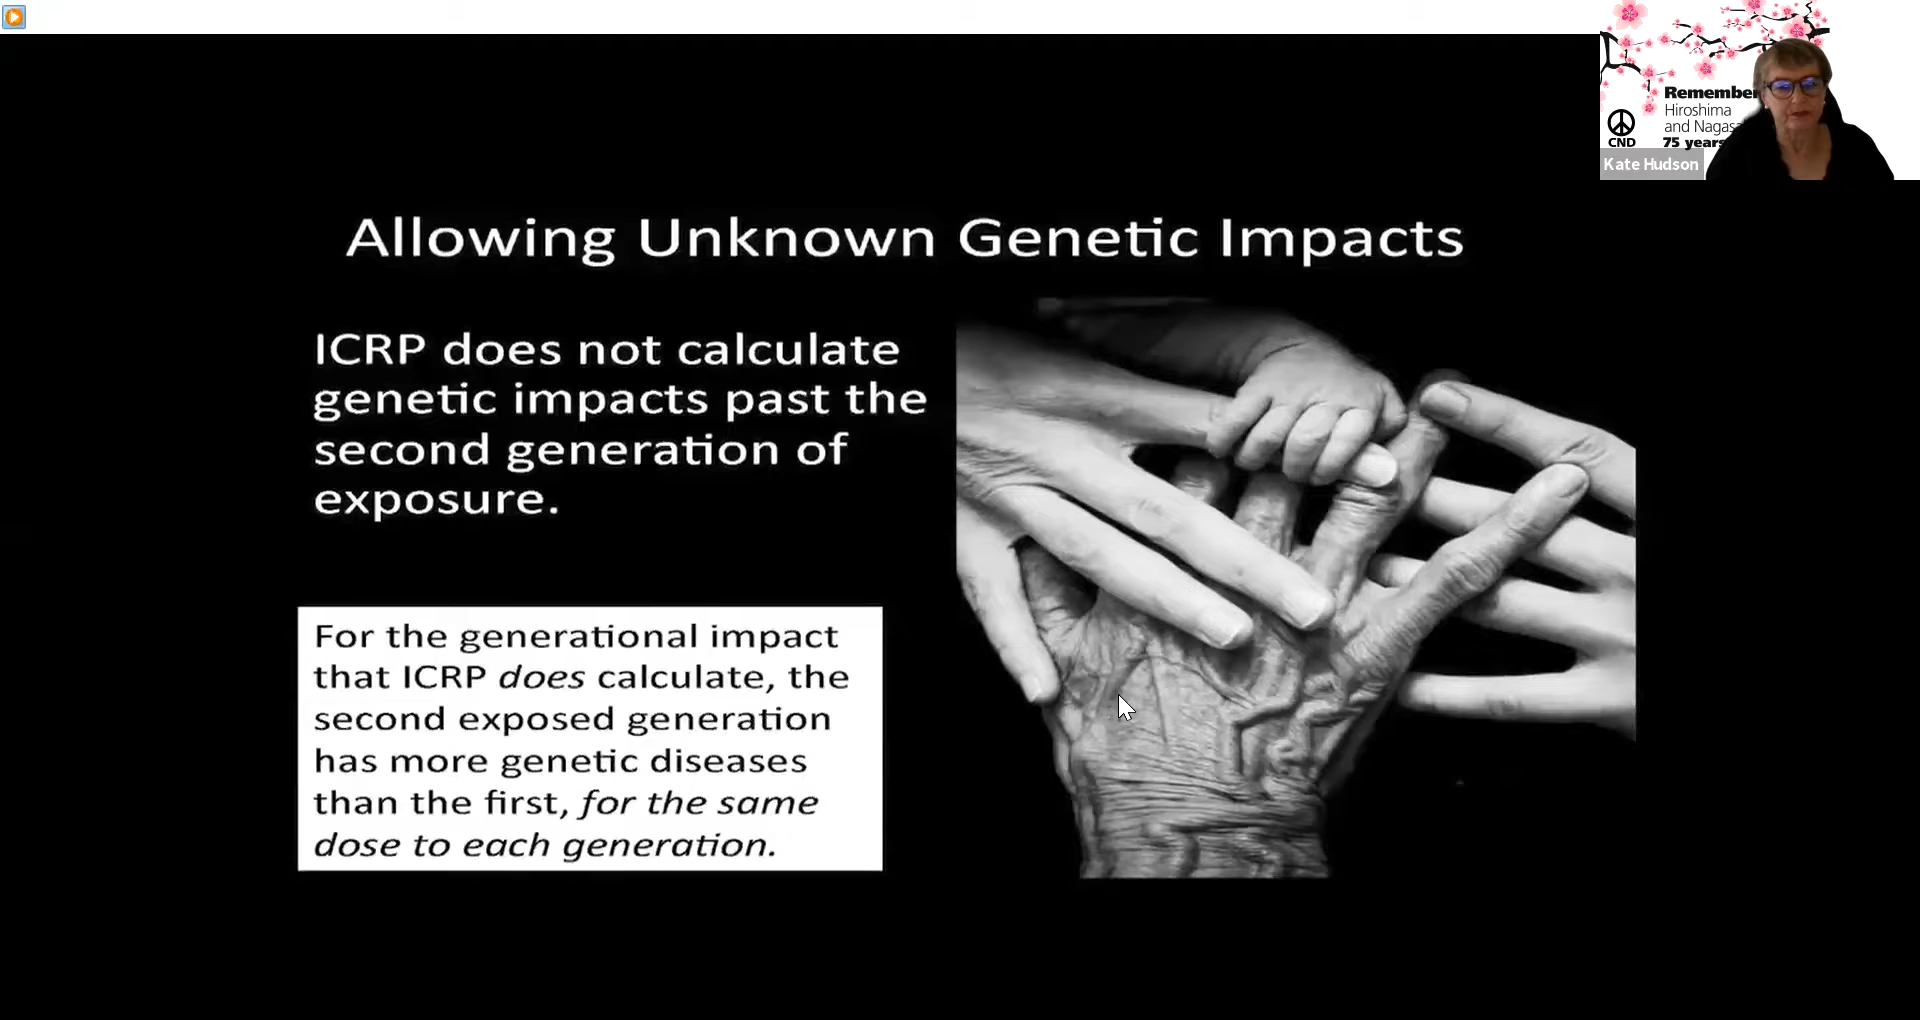 Remember
Hiroshima
and Nagasa
75 years
CND
Kate Hudson
Allowing Unknown Genetic Impacts
ICRP does not calculate
genetic impacts past the
second generation of
exposure.
For the generational impact
that ICRP does calculate, the
second exposed generation
has more genetic diseases
than the first, for the same
dose to each generation.